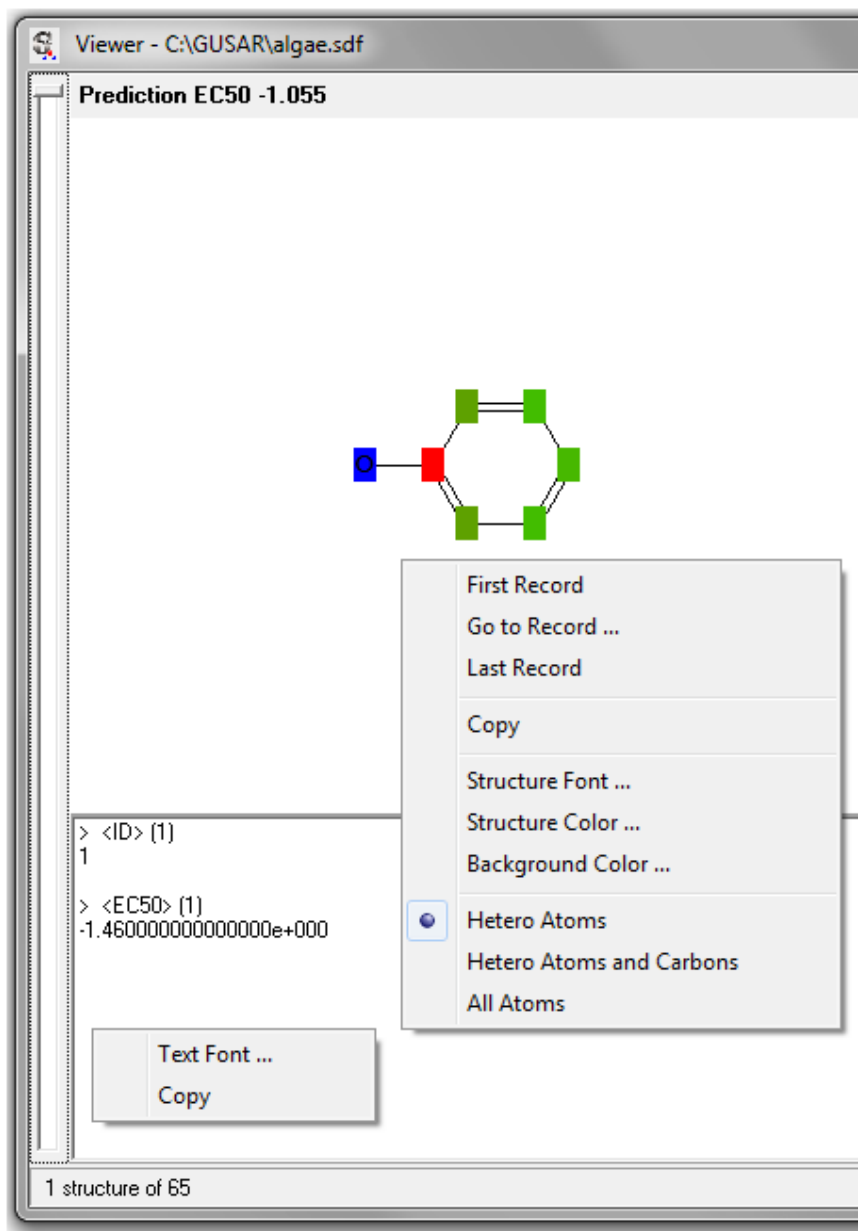 Viewer - C:\GUSAR\algae.sdf
Prediction EC50 -1.055
O
First Record
Go to Record ...
Last Record
Copy
Structure Font ...
Structure Color ...
Background Color ...
Hetero Atoms
Hetero Atoms and Carbons
All Atoms
> <ID> (1)
1
> <EC50> (1)
-1.460000000000000e+000
Text Font ...
Copy
1 structure of 65